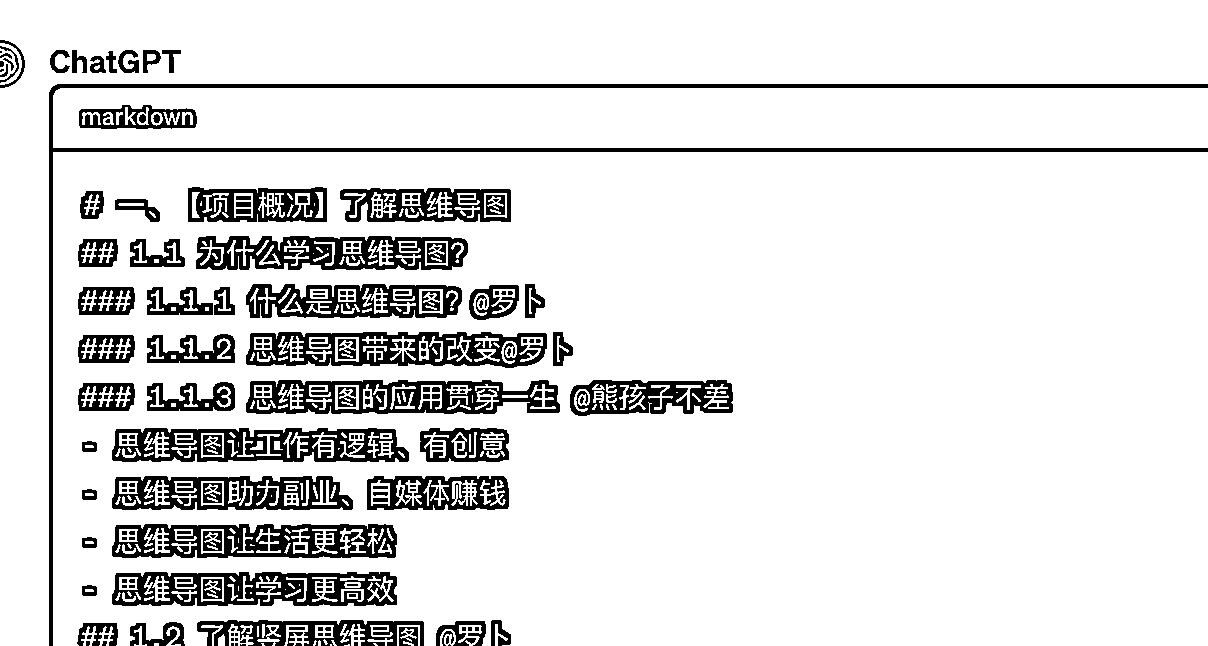 ChatGPT
markdown
# 一、【项目概况】了解思维导图
## 1.1 为什么学习思维导图?
### 1.1.1 什么是思维导图? @罗卜
### 1.1.2 思维导图带来的改变@罗卜
### 1.1.3 思维导图的应用贯穿一生 @熊孩子不差
- 思维导图让工作有逻辑、有创意
- 思维导图助力副业、自媒体赚钱
- 思维导图让生活更轻松
- 思维导图让学习更高效
## 1.2 了解竖屏思维导图 @罗卜